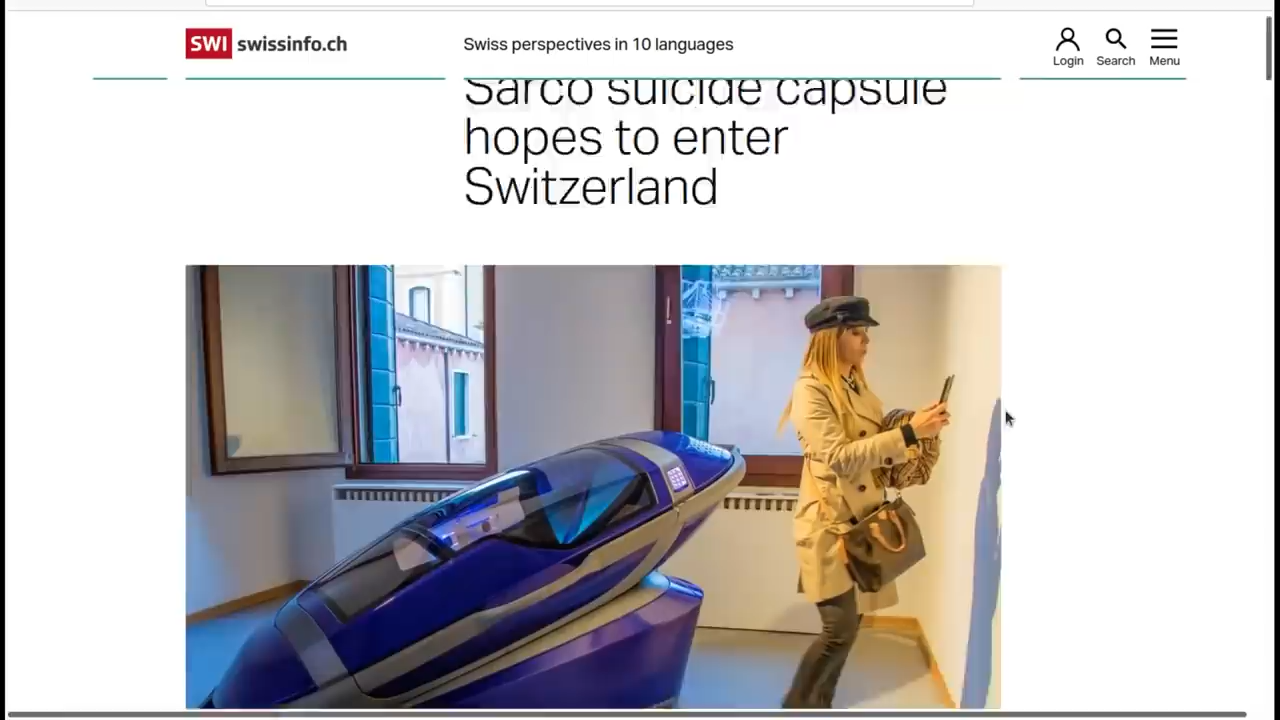 SWI swissinfo.ch
Swiss perspectives in 10 languages
Login
Search
Menu
Sarco suicide capsule
hopes to enter
Switzerland